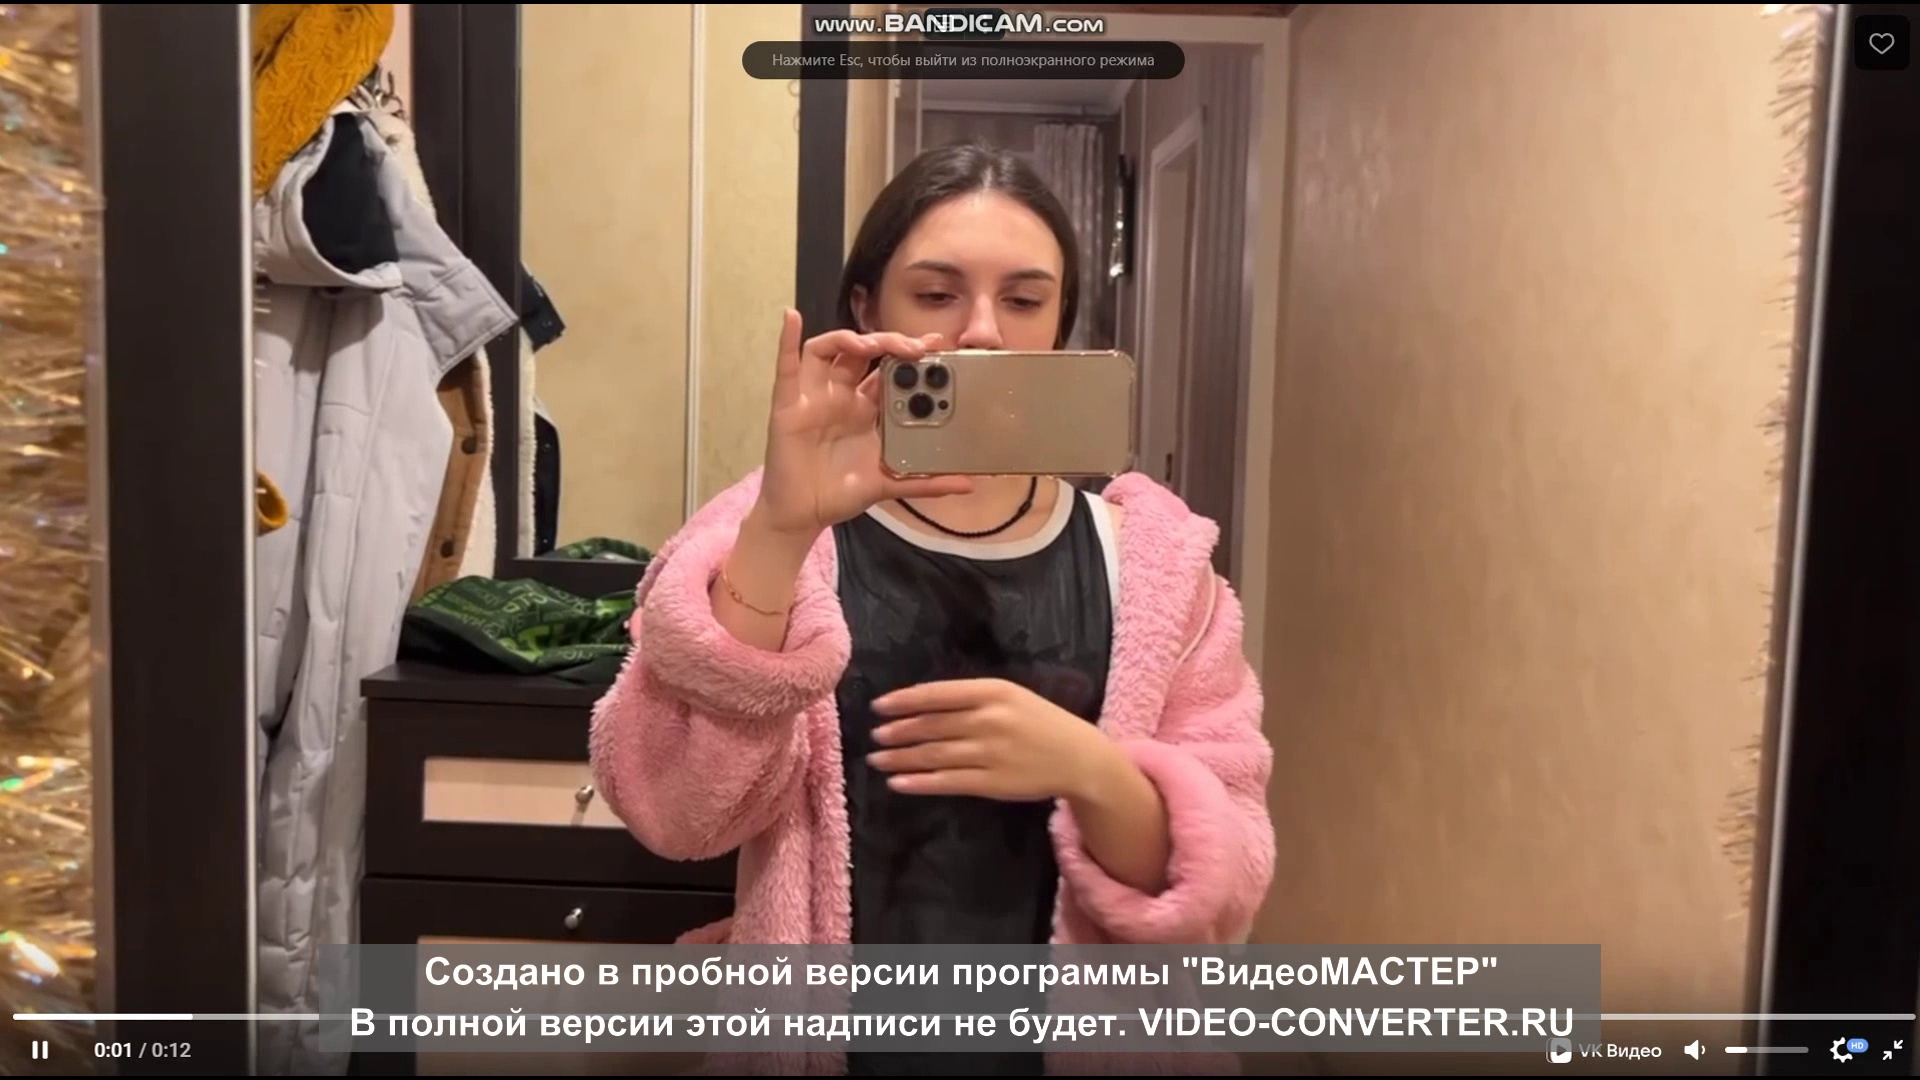 www.BANDICAM.com
Нажмите Esc, чтобы выйти из полноэкранного режима
Создано в пробной версии программы "ВидеоМАСТЕР"
В полной версии этой надписи не будет. VIDEO-CONVERTER.RU
0:01 / 0:12
VK Видео
HD